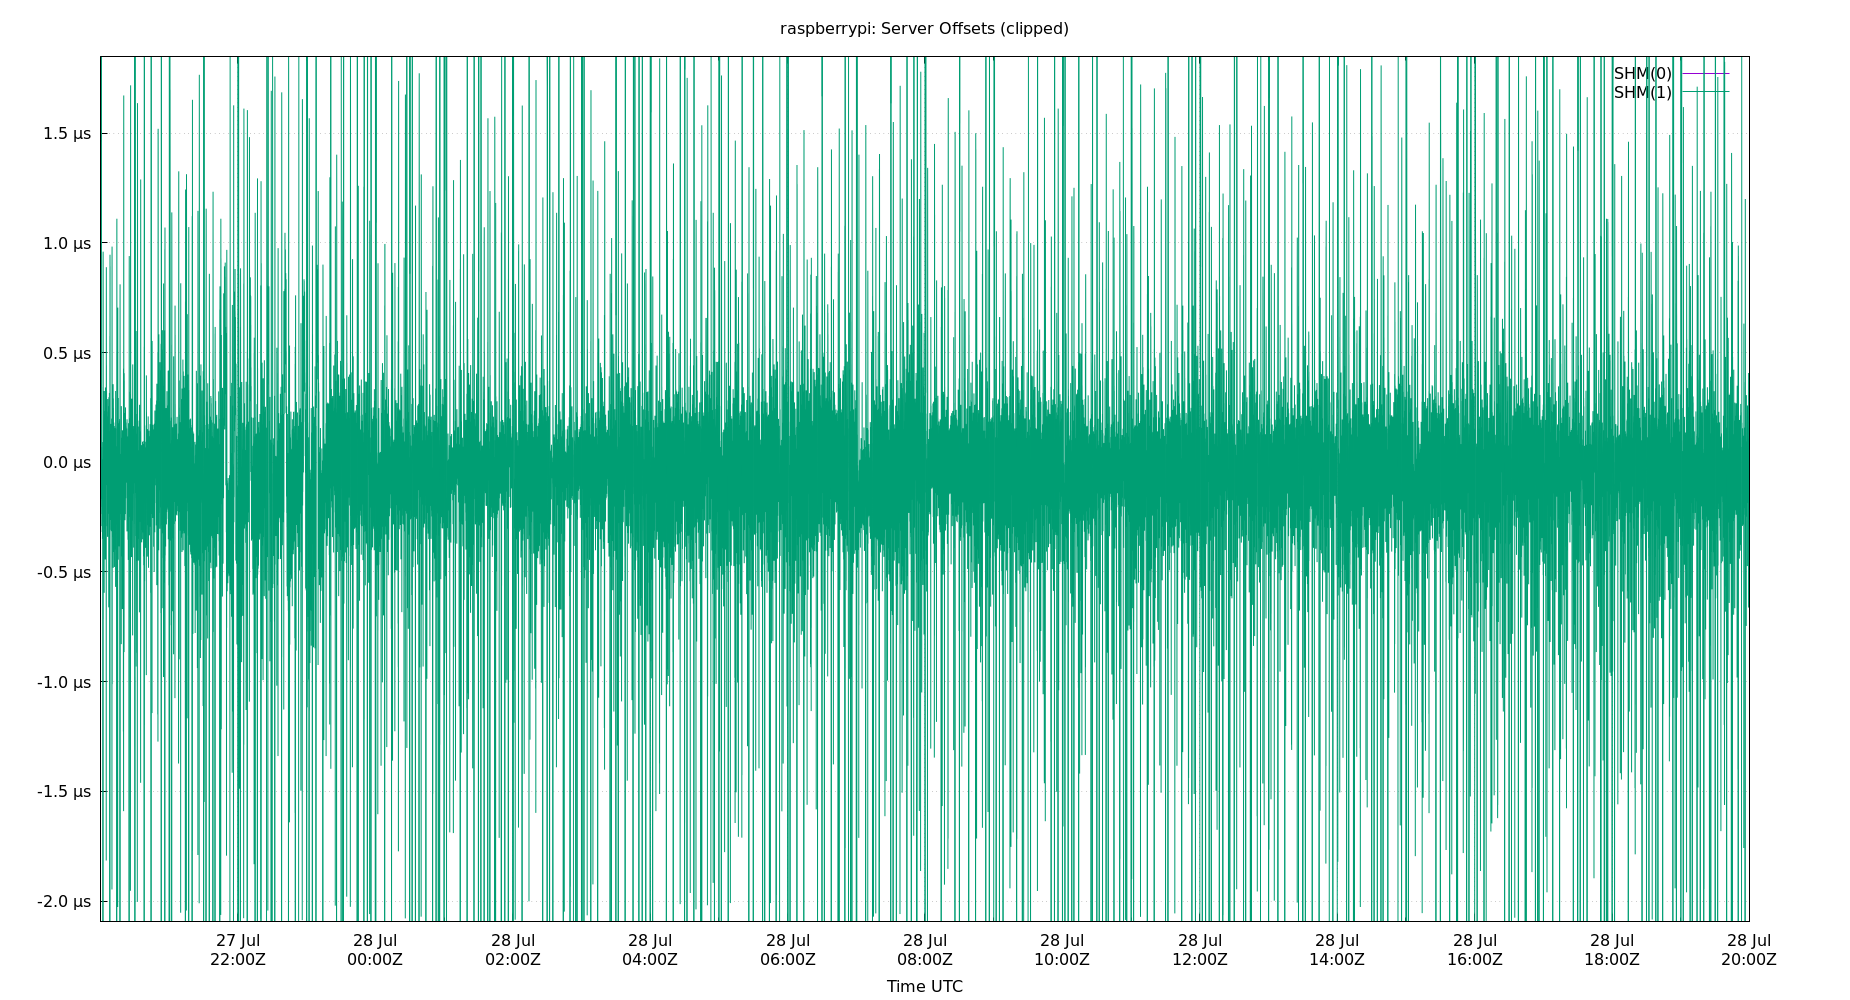 raspberrypi: Server Offsets (clipped)
SHM(0)
SHM(1)
1.5 µs
1.0 µs
0.5 µs
0.0 µs
-0.5 µs
-1.0 µs
-1.5 µs
-2.0 µs
27 Jul 28 Jul 28 Jul 28 Jul 28 Jul 28 Jul 28 Jul 28 Jul 28 Jul 28 Jul 28 Jul 28 Jul
22:00Z 00:00Z 02:00Z 04:00Z 06:00Z 08:00Z 10:00Z 12:00Z 14:00Z 16:00Z 18:00Z 20:00Z
Time UTC